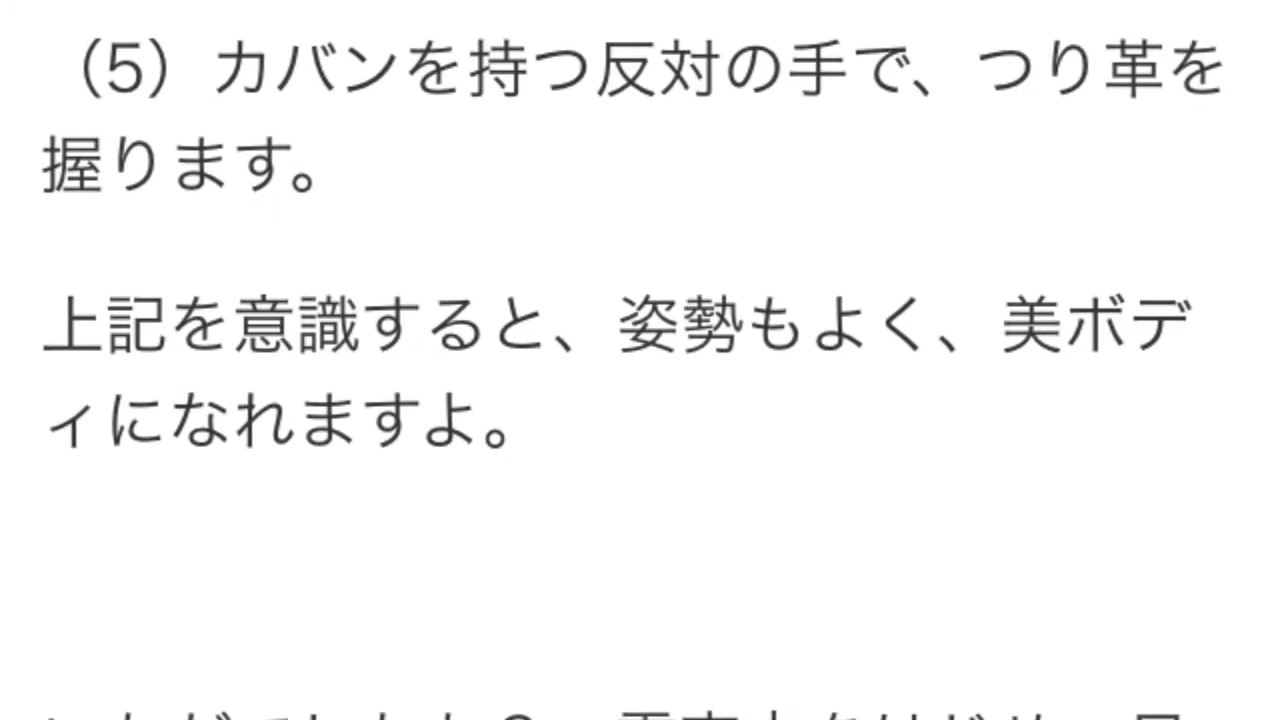 （5）カバンを持つ反対の手で、つり革を
握ります。
上記を意識すると、姿勢もよく、美ボデ
ィになれますよ。